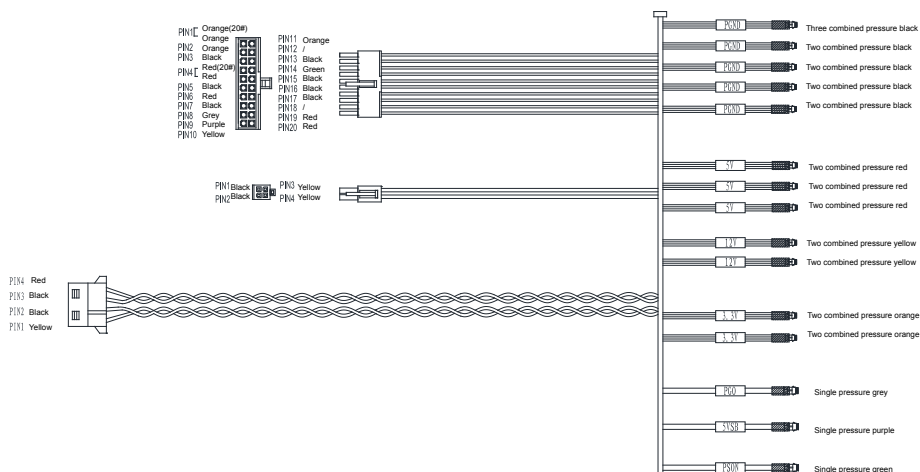 PIN1 Orange(20#)
Orange
PIN2 Orange
PIN3 Black
PIN4 Red(20#)
Red
PIN5 Black
PIN6 Red
PIN7 Black
PIN8 Grey
PIN9 Purple
PIN10 Yellow
PIN11 Orange
PIN12 /
PIN13 Black
PIN14 Green
PIN15 Black
PIN16 Black
PIN17 Black
PIN18 /
PIN19 Red
PIN20 Red
PGND Three combined pressure black
PGND Two combined pressure black
PGND Two combined pressure black
PGND Two combined pressure black
PGND Two combined pressure black
PIN1 Black
PIN2 Black
PIN3 Yellow
PIN4 Yellow
5V Two combined pressure red
5V Two combined pressure red
5V Two combined pressure red
12V Two combined pressure yellow
12V Two combined pressure yellow
PIN4 Red
PIN3 Black
PIN2 Black
PIN1 Yellow
3.3V Two combined pressure orange
3.3V Two combined pressure orange
PGO Single pressure grey
5VSB Single pressure purple
PSON Single pressure green